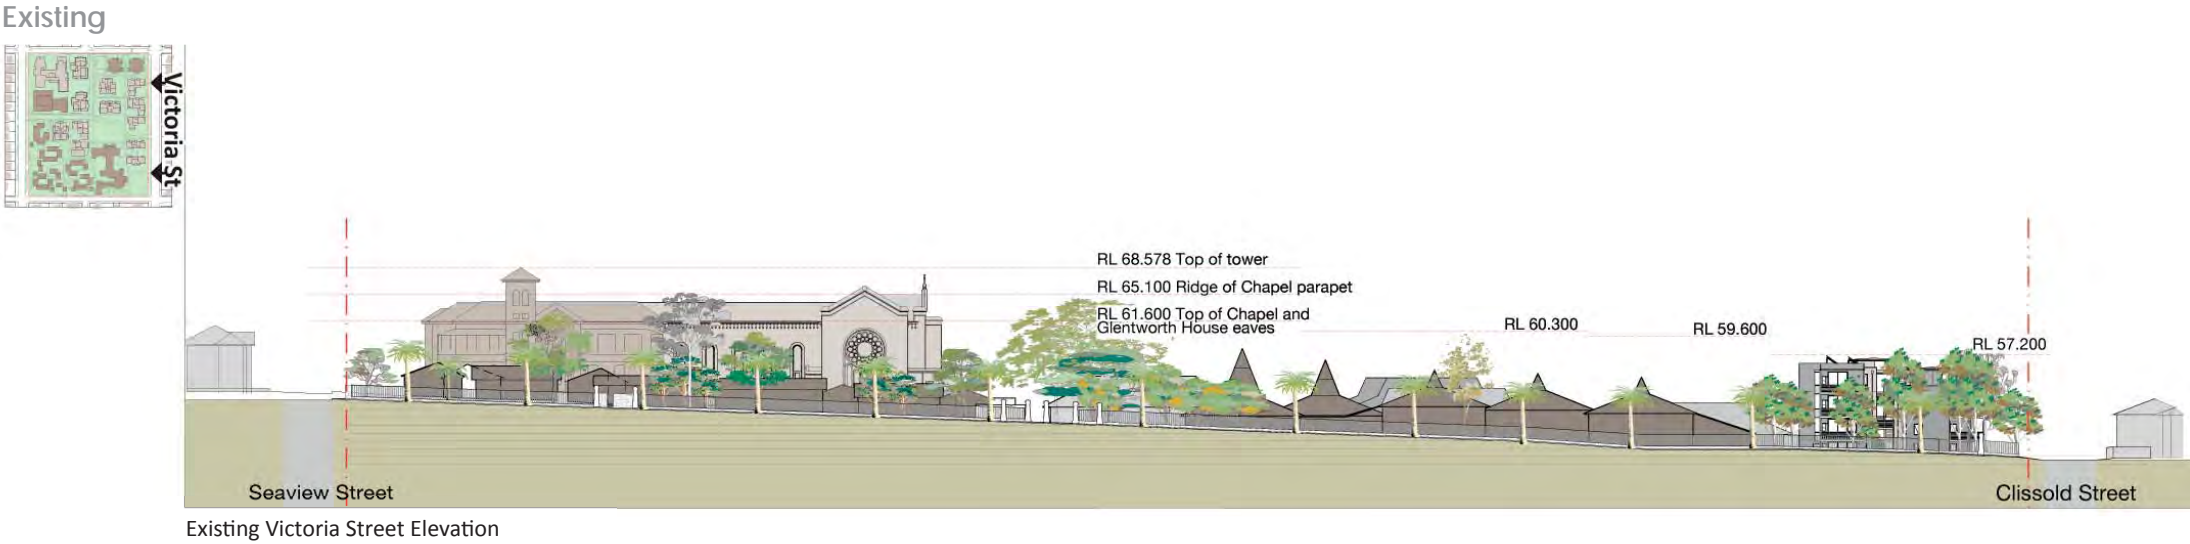 Existing
Victoria St
RL 68.578 Top of tower
RL 65.100 Ridge of Chapel parapet
RL 61.600 Top of Chapel and
Glentworth House eaves
RL 60.300
RL 59.600
RL 57.200
Seaview Street
Clissold Street
Existing Victoria Street Elevation